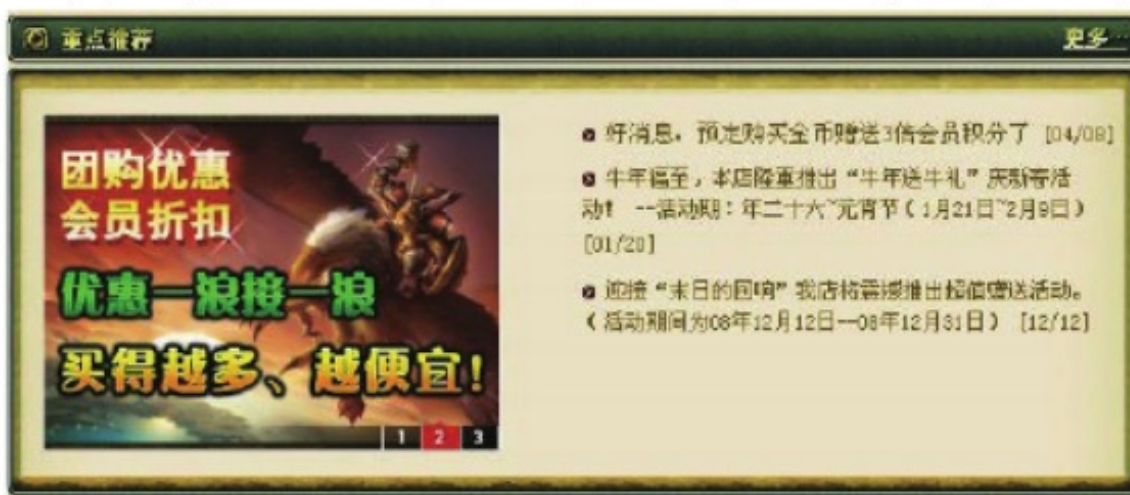 重点推荐
更多...
团购优惠
会员折扣
优惠一浪接一浪
买得越多、越便宜!
1 2 3
好消息，预定购买金币赠送3倍会员积分了 [04/08]
牛年福至，本店隆重推出“牛年送牛礼”庆新春活
动! --活动期：年二十六~元宵节（1月21日~2月9日）
[01/20]
迎接“末日的回响”我店将震撼推出超值赠送活动。
（活动期间为08年12月12日--08年12月31日） [12/12]